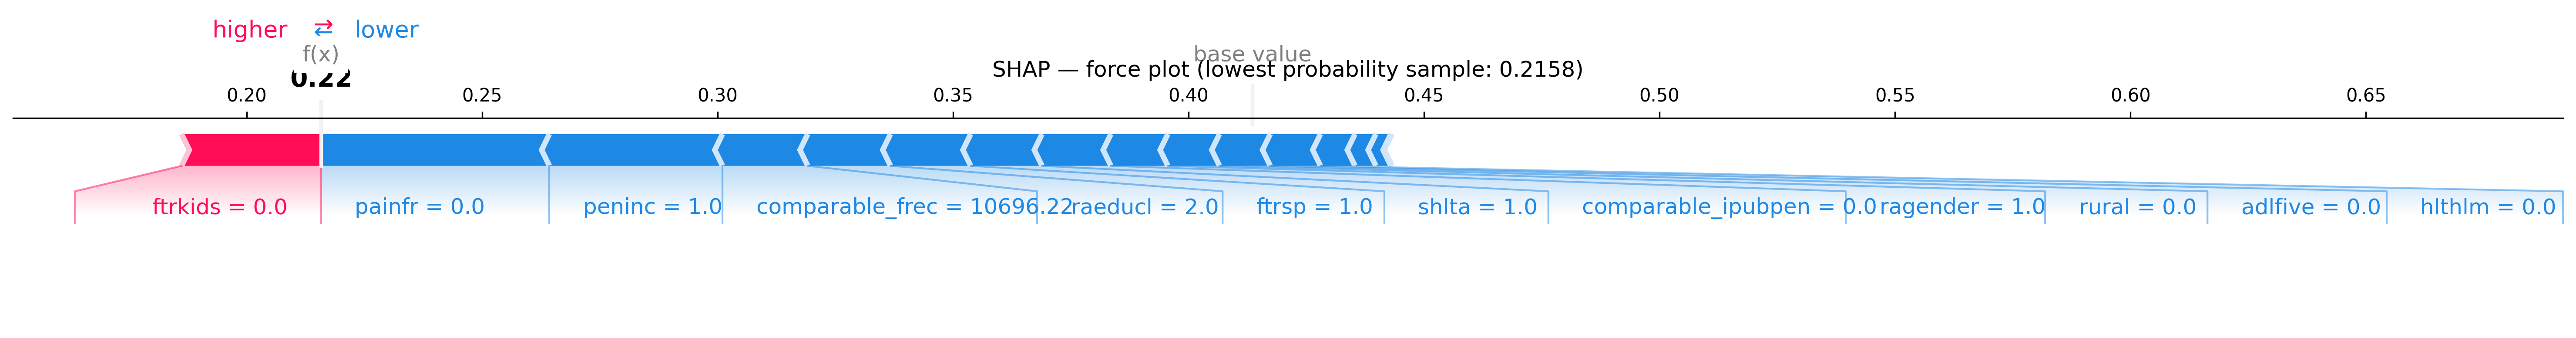 higher ⇄ lower
f(x)
base value
0.22
SHAP — force plot (lowest probability sample: 0.2158)
0.20 0.25 0.30 0.35 0.40 0.45 0.50 0.55 0.60 0.65
ftrkids = 0.0 painfr = 0.0 peninc = 1.0 comparable_frec = 10696.22 raeducl = 2.0 ftrsp = 1.0 shlta = 1.0 comparable_ipubpen = 0.0 ragender = 1.0 rural = 0.0 adlfive = 0.0 hlthlm = 0.0